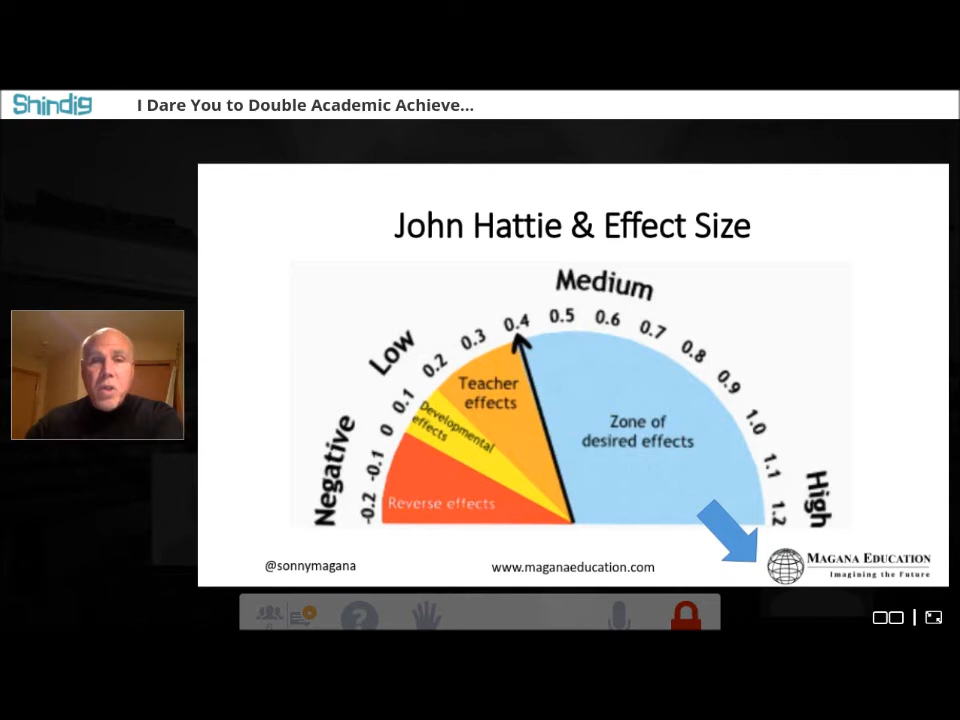 Shindig
I Dare You to Double Academic Achieve...
John Hattie & Effect Size
Negative
Low
Medium
High
-0.2
-0.1
0
0.1
0.2
0.3
0.4
0.5
0.6
0.7
0.8
0.9
1.0
1.1
1.2
Reverse effects
Developmental
effects
Teacher
effects
Zone of
desired effects
@sonnymagana
www.maganaeducation.com
MAGANA EDUCATION
Imagining the Future
?